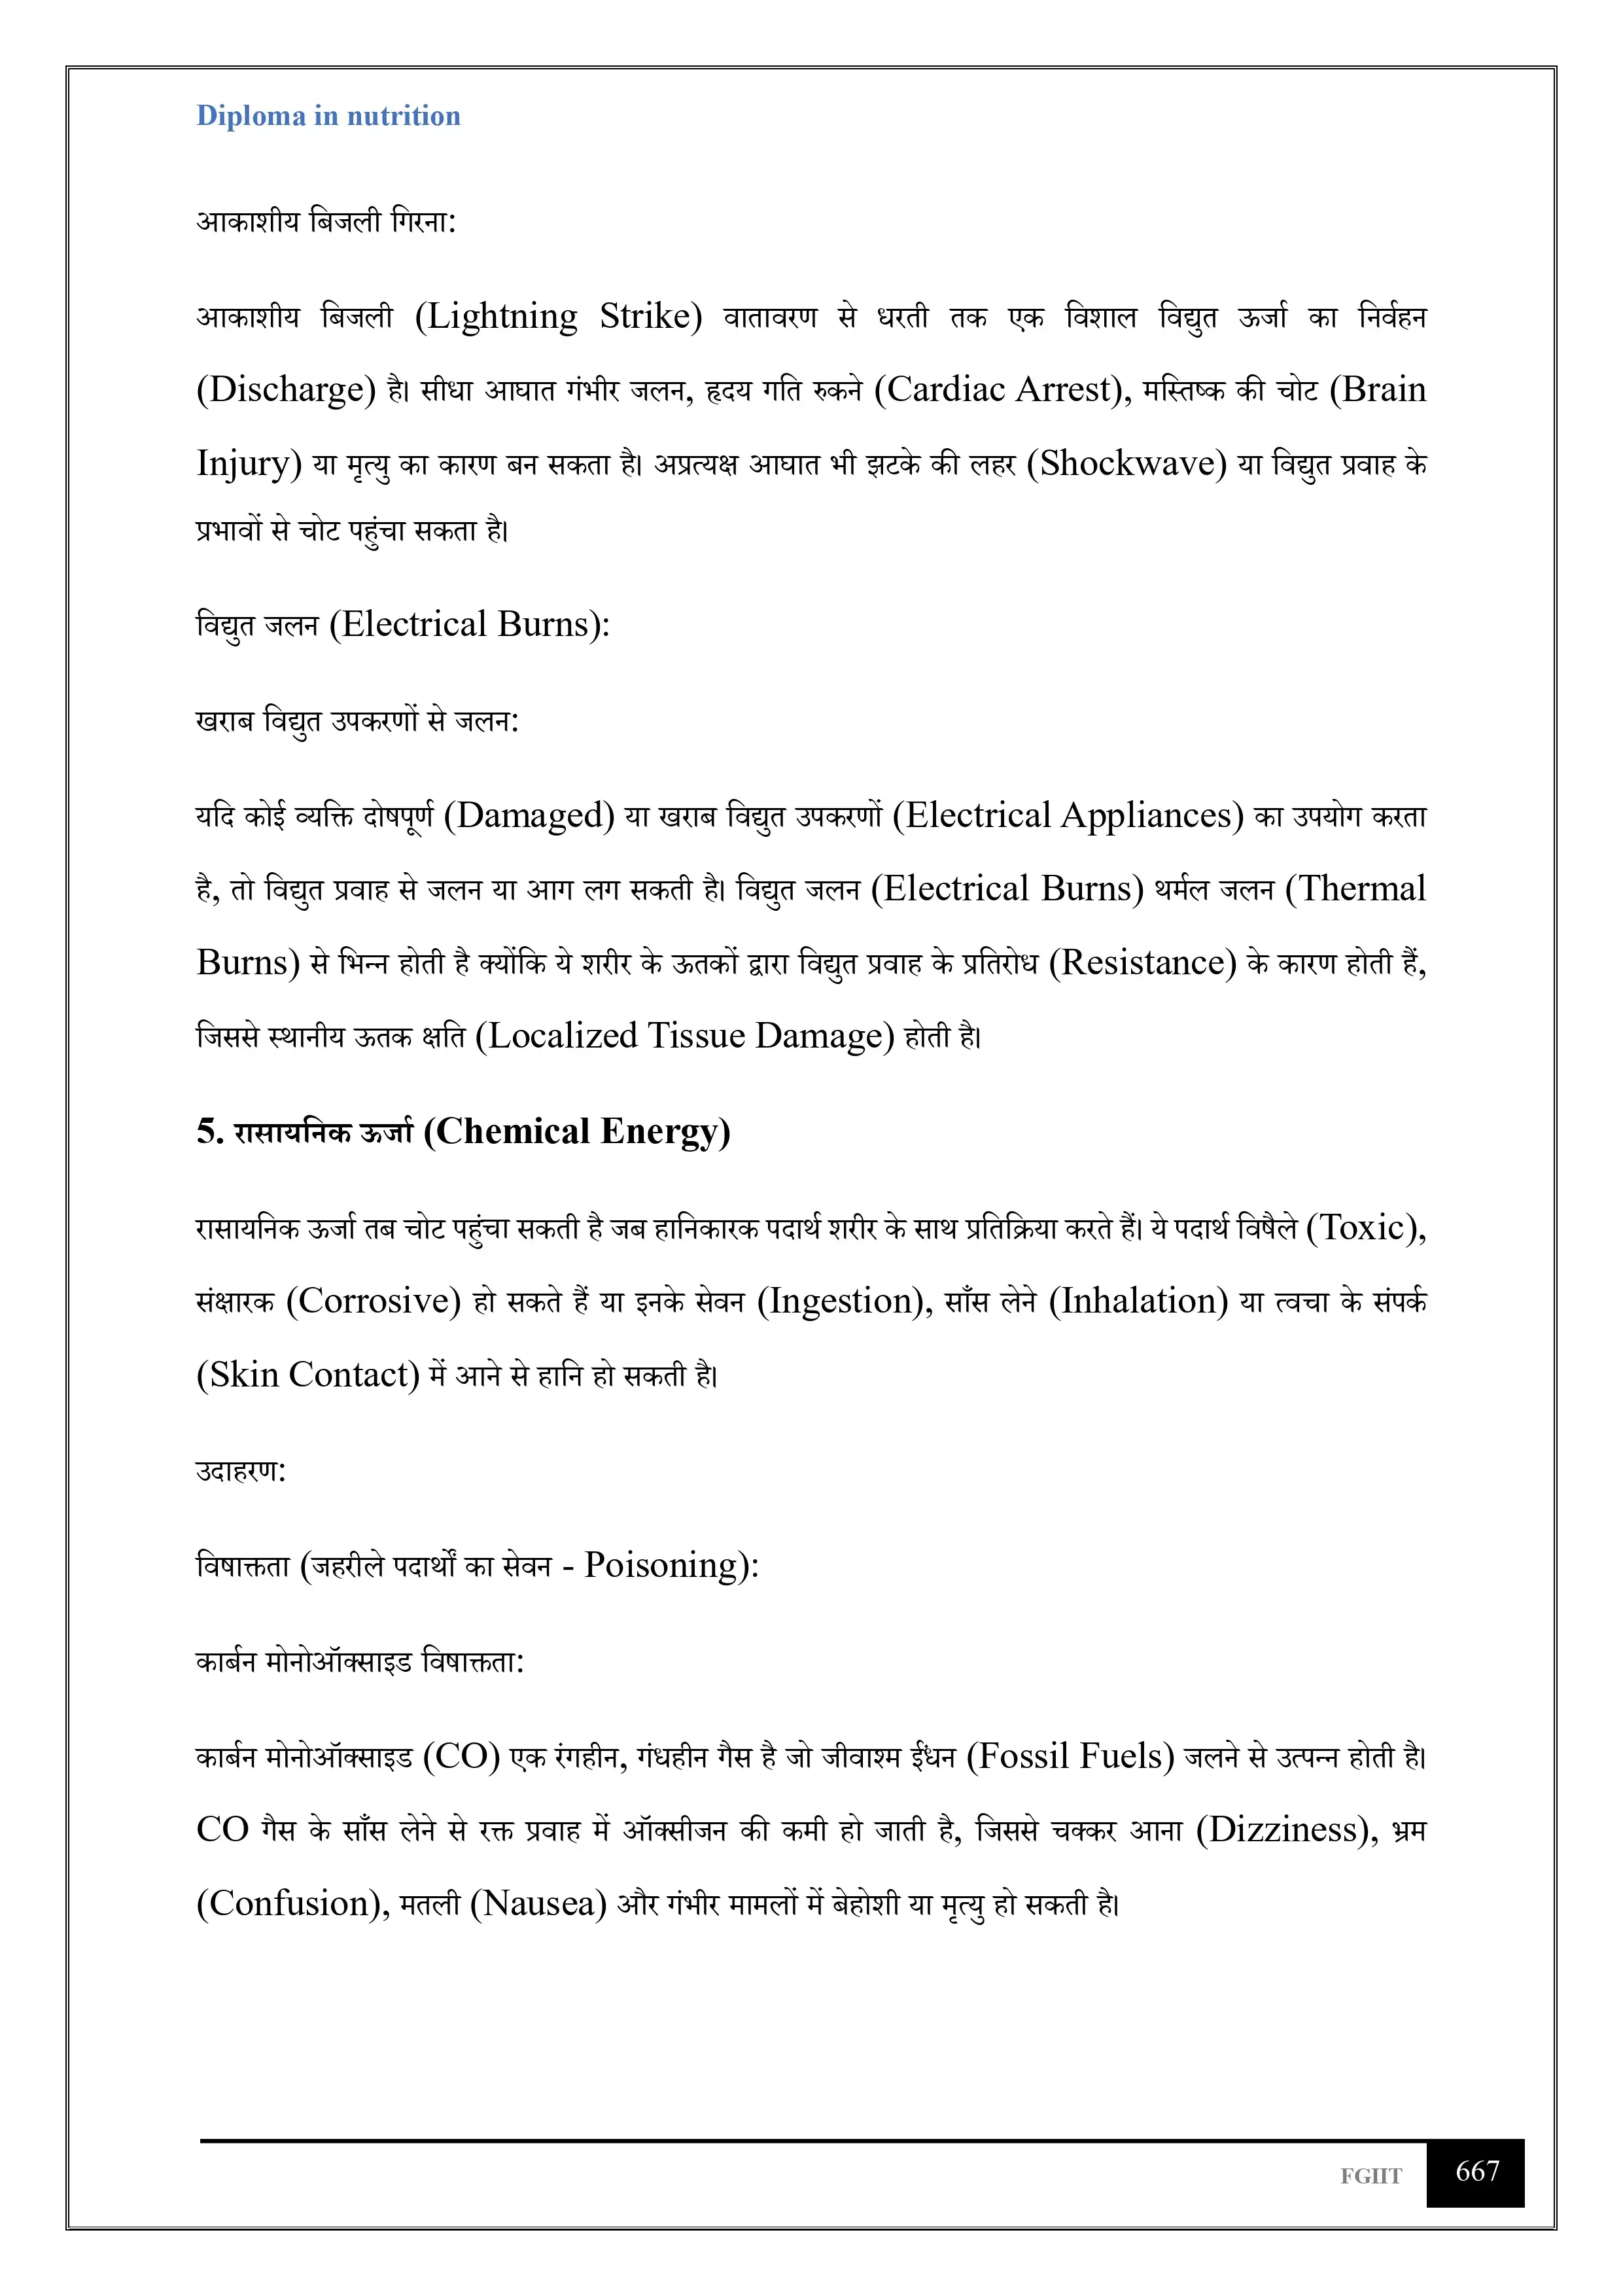 Diploma in nutrition
आकाशीय बिजली गिरना:
आकाशीय बिजली (Lightning Strike) वातावरण से धरती तक एक विशाल विद्युत ऊर्जा का निर्वहन
(Discharge) है। सीधा आघात गंभीर जलन, हृदय गति रुकने (Cardiac Arrest), मस्तिष्क की चोट (Brain
Injury) या मृत्यु का कारण बन सकता है। अप्रत्यक्ष आघात भी झटके की लहर (Shockwave) या विद्युत प्रवाह के
प्रभावों से चोट पहुंचा सकता है।
विद्युत जलन (Electrical Burns):
खराब विद्युत उपकरणों से जलन:
यदि कोई व्यक्ति दोषपूर्ण (Damaged) या खराब विद्युत उपकरणों (Electrical Appliances) का उपयोग करता
है, तो विद्युत प्रवाह से जलन या आग लग सकती है। विद्युत जलन (Electrical Burns) थर्मल जलन (Thermal
Burns) से भिन्न होती है क्योंकि ये शरीर के ऊतकों द्वारा विद्युत प्रवाह के प्रतिरोध (Resistance) के कारण होती हैं,
जिससे स्थानीय ऊतक क्षति (Localized Tissue Damage) होती है।
5. रासायनिक ऊर्जा (Chemical Energy)
रासायनिक ऊर्जा तब चोट पहुंचा सकती है जब हानिकारक पदार्थ शरीर के साथ प्रतिक्रिया करते हैं। ये पदार्थ विषैले (Toxic),
संक्षारक (Corrosive) हो सकते हैं या इनके सेवन (Ingestion), साँस लेने (Inhalation) या त्वचा के संपर्क
(Skin Contact) में आने से हानि हो सकती है।
उदाहरण:
विषाक्तता (जहरीले पदार्थों का सेवन - Poisoning):
कार्बन मोनोऑक्साइड विषाक्तता:
कार्बन मोनोऑक्साइड (CO) एक रंगहीन, गंधहीन गैस है जो जीवाश्म ईंधन (Fossil Fuels) जलने से उत्पन्न होती है।
CO गैस के साँस लेने से रक्त प्रवाह में ऑक्सीजन की कमी हो जाती है, जिससे चक्कर आना (Dizziness), भ्रम
(Confusion), मतली (Nausea) और गंभीर मामलों में बेहोशी या मृत्यु हो सकती है।
FGIIT 667